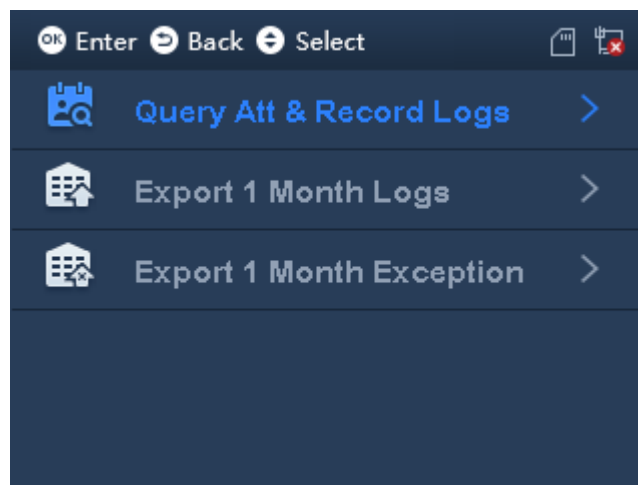 OK Enter Back Select
Query Att & Record Logs
Export 1 Month Logs
Export 1 Month Exception